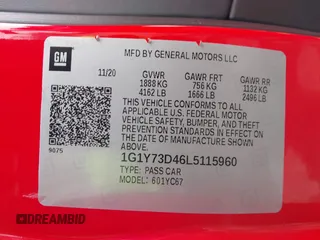 GM
MFD BY GENERAL MOTORS LLC
11/20 GVWR GAWR FRT GAWR RR
1888 KG 756 KG 1132 KG
4162 LB 1666 LB 2496 LB
THIS VEHICLE CONFORMS TO ALL APPLICABLE
U.S. FEDERAL MOTOR VEHICLE
SAFETY, BUMPER, AND THEFT
PREVENTION STANDARDS IN EFFECT ON
THE DATE OF MANUFACTURE SHOWN
ABOVE.
9075
1G1Y73D46L5115960
TYPE: PASS CAR
MODEL: 601YC67
DREAMBID